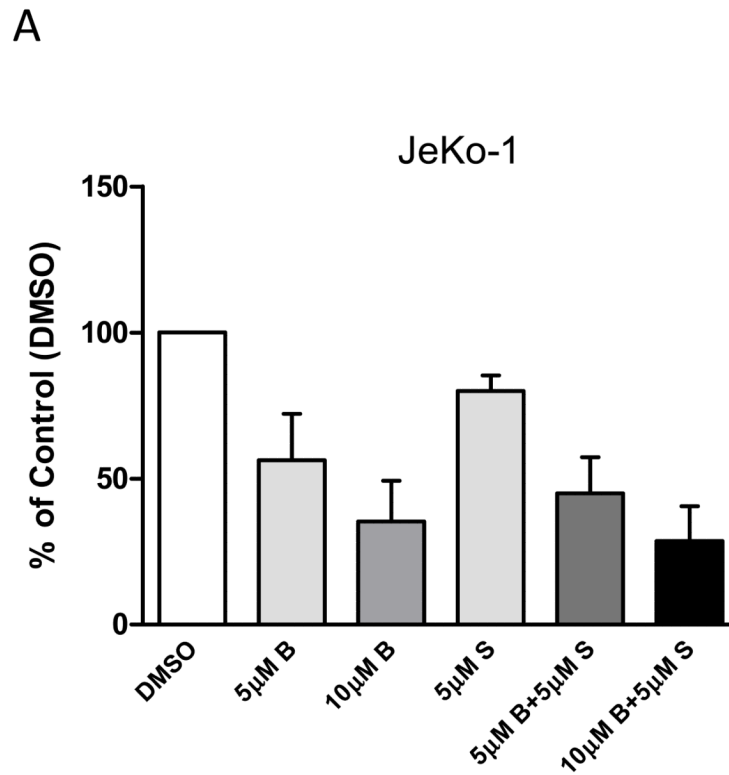 A
JeKo-1
% of Control (DMSO)
150
100
50
0
DMSO
5μM B
10μM B
5μM S
5μM B+5μM S
10μM B+5μM S